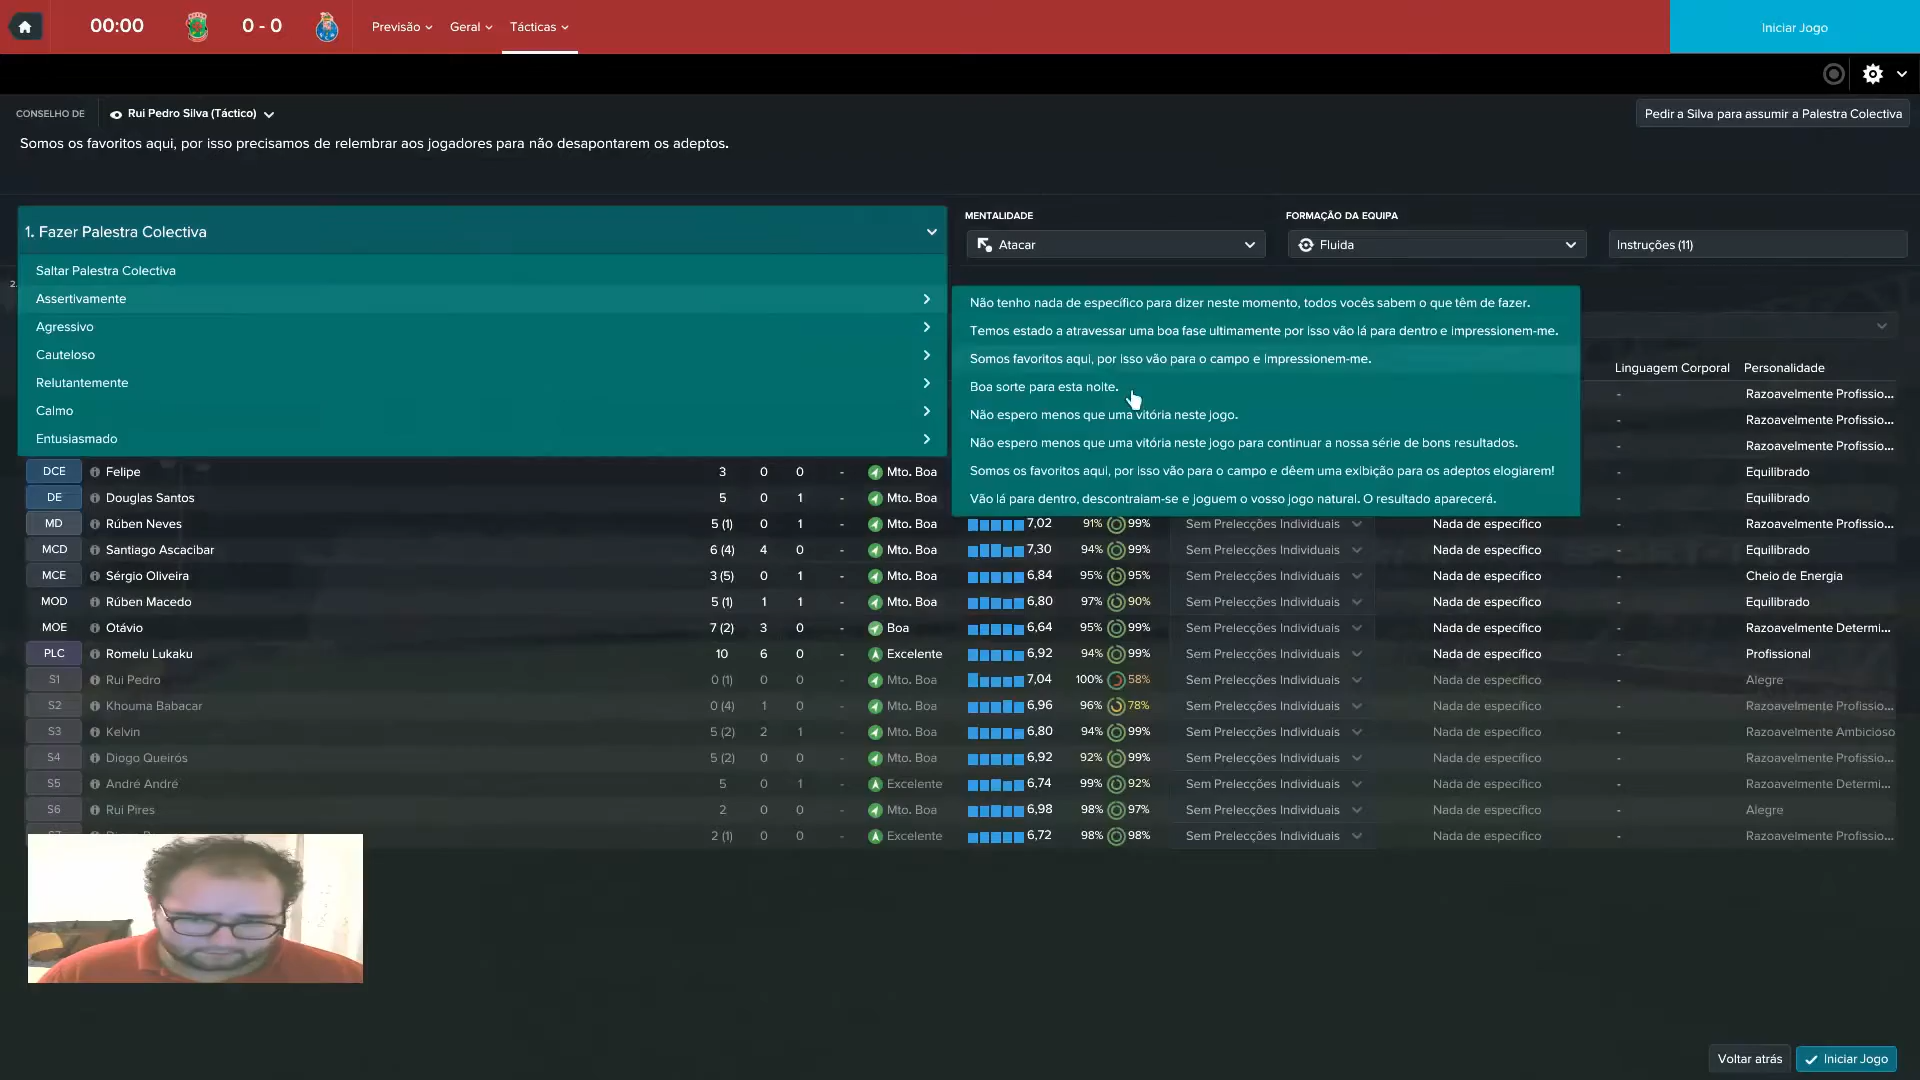 00:00
0 - 0
Previsão
Geral
Tácticas
Iniciar Jogo
CONSELHO DE
Rui Pedro Silva (Táctico)
Pedir a Silva para assumir a Palestra Colectiva
Somos os favoritos aqui, por isso precisamos de relembrar aos jogadores para não desapontarem os adeptos.
1. Fazer Palestra Colectiva
MENTALIDADE
FORMAÇÃO DA EQUIPA
Atacar
Fluida
Instruções (11)
Saltar Palestra Colectiva
2.
Assertivamente
Agressivo
Cauteloso
Relutantemente
Calmo
Entusiasmado
Não tenho nada de específico para dizer neste momento, todos vocês sabem o que têm de fazer.
Temos estado a atravessar uma boa fase ultimamente por isso vão lá para dentro e impressionem-me.
Somos favoritos aqui, por isso vão para o campo e impressionem-me.
Boa sorte para esta noite.
Não espero menos que uma vitória neste jogo.
Não espero menos que uma vitória neste jogo para continuar a nossa série de bons resultados.
Somos os favoritos aqui, por isso vão para o campo e dêem uma exibição para os adeptos elogiarem!
Vão lá para dentro, descontraiam-se e joguem o vosso jogo natural. O resultado aparecerá.
Linguagem Corporal Personalidade
- Razoavelmente Profissio...
- Razoavelmente Profissio...
- Razoavelmente Profissio...
DCE Felipe 3 0 0 - Mto. Boa - Equilibrado
DE Douglas Santos 5 0 1 - Mto. Boa - Equilibrado
MD Rúben Neves 5 (1) 0 1 - Mto. Boa 7,02 91% 99% Sem Prelecções Individuais Nada de específico - Razoavelmente Profissio...
MCD Santiago Ascacibar 6 (4) 4 0 - Mto. Boa 7,30 94% 99% Sem Prelecções Individuais Nada de específico - Equilibrado
MCE Sérgio Oliveira 3 (5) 0 1 - Mto. Boa 6,84 95% 95% Sem Prelecções Individuais Nada de específico - Cheio de Energia
MOD Rúben Macedo 5 (1) 1 1 - Mto. Boa 6,80 97% 90% Sem Prelecções Individuais Nada de específico - Equilibrado
MOE Otávio 7 (2) 3 0 - Boa 6,64 95% 99% Sem Prelecções Individuais Nada de específico - Razoavelmente Determi...
PLC Romelu Lukaku 10 6 0 - Excelente 6,92 94% 99% Sem Prelecções Individuais Nada de específico - Profissional
S1 Rui Pedro 0 (1) 0 0 - Mto. Boa 7,04 100% 58% Sem Prelecções Individuais Nada de específico - Alegre
S2 Khouma Babacar 0 (4) 1 0 - Mto. Boa 6,96 96% 78% Sem Prelecções Individuais Nada de específico - Razoavelmente Profissio...
S3 Kelvin 5 (2) 2 1 - Mto. Boa 6,80 94% 99% Sem Prelecções Individuais Nada de específico - Razoavelmente Ambicioso
S4 Diogo Queirós 5 (2) 0 0 - Mto. Boa 6,92 92% 99% Sem Prelecções Individuais Nada de específico - Razoavelmente Profissio...
S5 André André 5 0 1 - Excelente 6,74 99% 92% Sem Prelecções Individuais Nada de específico - Razoavelmente Determi...
S6 Rui Pires 2 0 0 - Mto. Boa 6,98 98% 97% Sem Prelecções Individuais Nada de específico - Alegre
2 (1) 0 0 - Excelente 6,72 98% 98% Sem Prelecções Individuais Nada de específico - Razoavelmente Profissio...
Voltar atrás
Iniciar Jogo